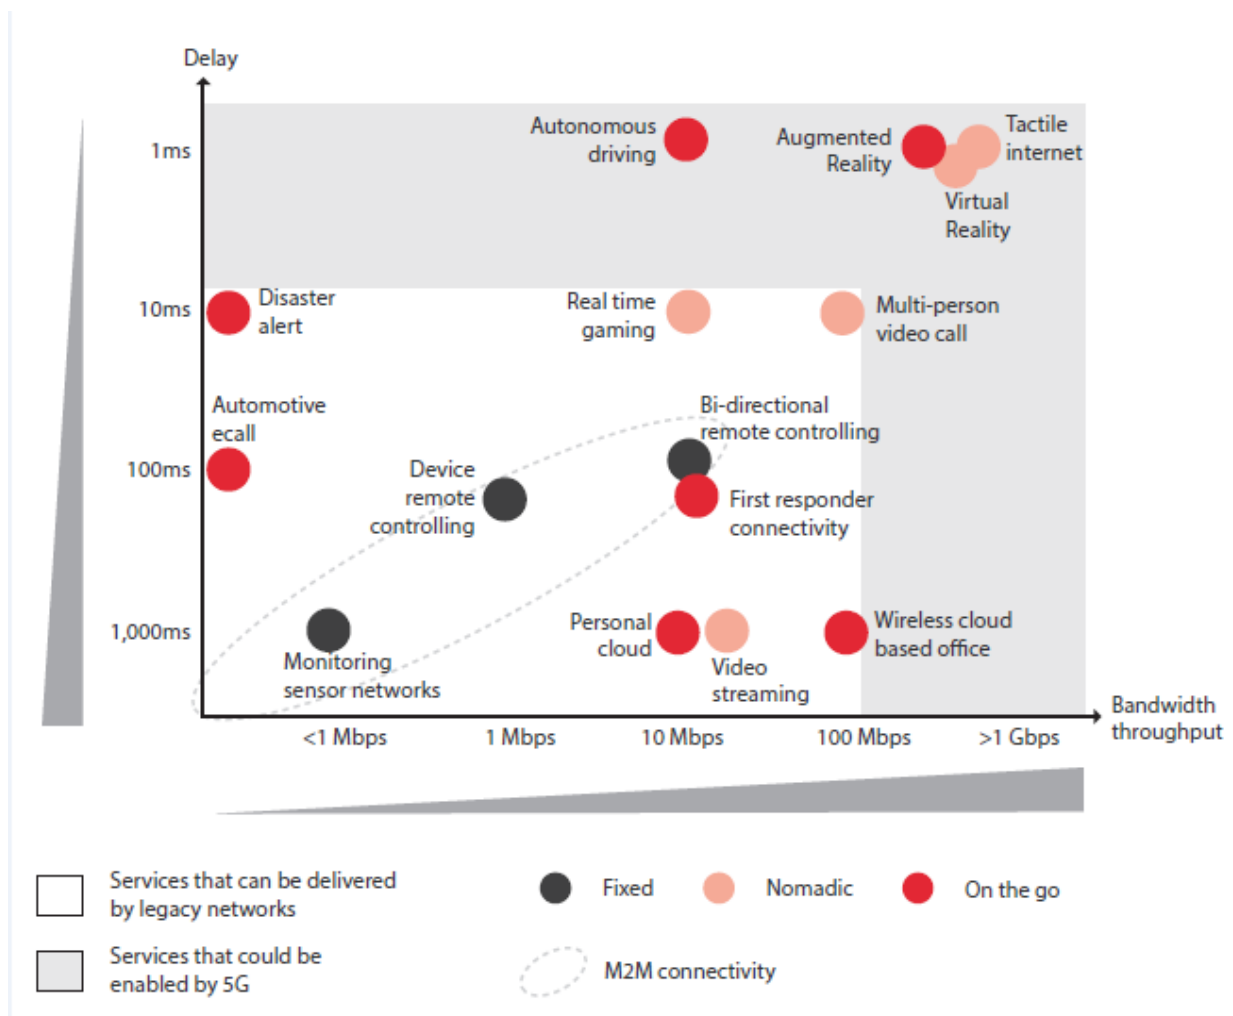 Delay
Autonomous
driving
Augmented
Reality
Tactile
internet
Virtual
Reality
1ms
10ms
Disaster
alert
Real time
gaming
Multi-person
video call
Automotive
ecall
Bi-directional
remote controlling
100ms
Device
remote
controlling
First responder
connectivity
1,000ms
Monitoring
sensor networks
Personal
cloud
Video
streaming
Wireless cloud
based office
Bandwidth
throughput
<1 Mbps
1 Mbps
10 Mbps
100 Mbps
>1 Gbps
Services that can be delivered
by legacy networks
Fixed
Nomadic
On the go
Services that could be
enabled by 5G
M2M connectivity